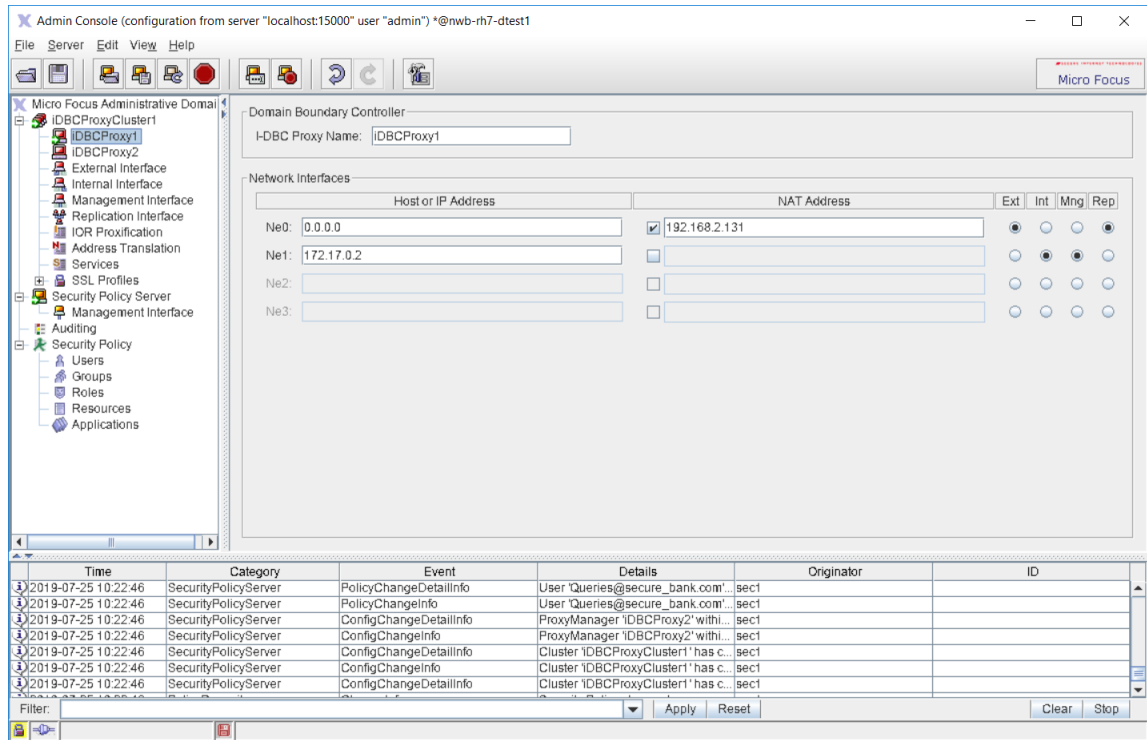 Admin Console (configuration from server "localhost:15000" user "admin") *@nwb-rh7-dtest1
File Server Edit View Help
Micro Focus
Micro Focus Administrative Domai
iDBCProxyCluster1
iDBCProxy1
iDBCProxy2
External Interface
Internal Interface
Management Interface
Replication Interface
IOR Proxification
Address Translation
Services
SSL Profiles
Security Policy Server
Management Interface
Auditing
Security Policy
Users
Groups
Roles
Resources
Applications
Domain Boundary Controller
I-DBC Proxy Name: iDBCProxy1
Network Interfaces
Host or IP Address NAT Address Ext Int Mng Rep
Ne0: 0.0.0.0 192.168.2.131
Ne1: 172.17.0.2
Ne2:
Ne3:
Time Category Event Details Originator ID
2019-07-25 10:22:46 SecurityPolicyServer PolicyChangeDetailInfo User 'Queries@secure_bank.com'... sec1
2019-07-25 10:22:46 SecurityPolicyServer PolicyChangeInfo User 'Queries@secure_bank.com'... sec1
2019-07-25 10:22:46 SecurityPolicyServer ConfigChangeDetailInfo ProxyManager 'iDBCProxy2' withi... sec1
2019-07-25 10:22:46 SecurityPolicyServer ConfigChangeInfo ProxyManager 'iDBCProxy2' withi... sec1
2019-07-25 10:22:46 SecurityPolicyServer ConfigChangeDetailInfo Cluster 'iDBCProxyCluster1' has c... sec1
2019-07-25 10:22:46 SecurityPolicyServer ConfigChangeInfo Cluster 'iDBCProxyCluster1' has c... sec1
2019-07-25 10:22:46 SecurityPolicyServer ConfigChangeDetailInfo Cluster 'iDBCProxyCluster1' has c... sec1
Filter: Apply Reset Clear Stop